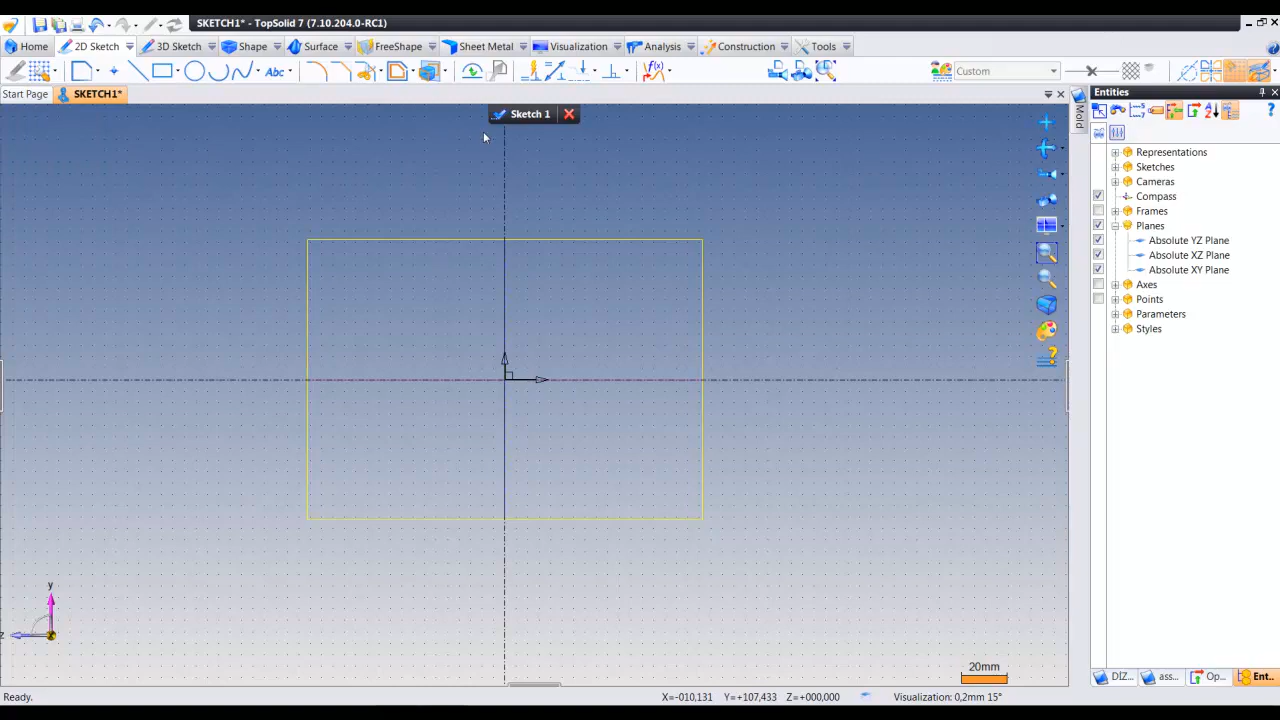 SKETCH1* - TopSolid 7 (7.10.204.0-RC1)
Home 2D Sketch 3D Sketch Shape Surface FreeShape Sheet Metal Visualization Analysis Construction Tools
Abc f(x) Custom
Start Page SKETCH1*
Sketch 1
Mold
Entities
Representations
Sketches
Cameras
Compass
Frames
Planes
Absolute YZ Plane
Absolute XZ Plane
Absolute XY Plane
Axes
Points
Parameters
Styles
y
z
20mm
DİZ... ass... Op... Ent...
Ready. X=-010,131 Y=+107,433 Z=+000,000 Visualization: 0,2mm 15°